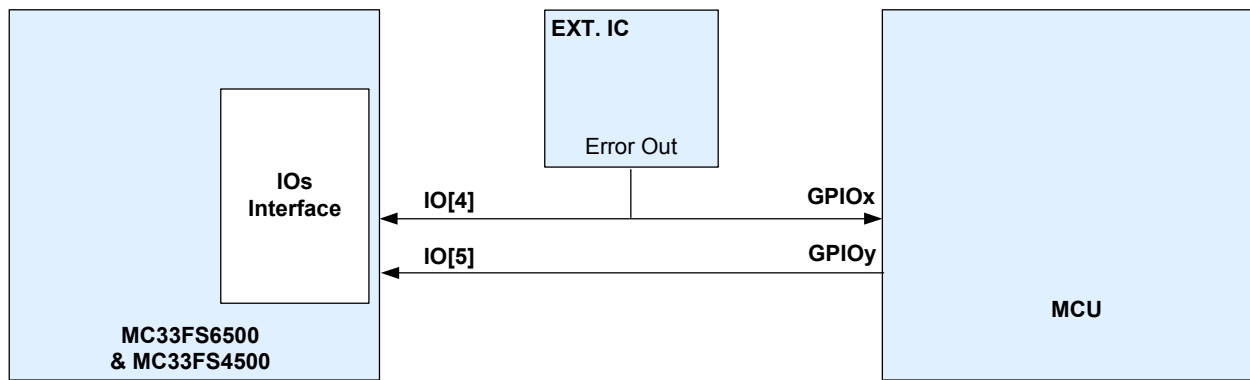 EXT. IC
Error Out
IOs
Interface
IO[4]
GPIOx
IO[5]
GPIOy
MC33FS6500
& MC33FS4500
MCU